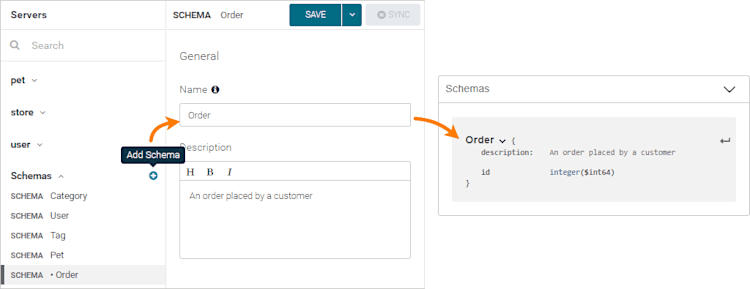 Servers
Search
pet
store
user
Add Schema
Schemas
SCHEMA Category
SCHEMA User
SCHEMA Tag
SCHEMA Pet
SCHEMA • Order
SCHEMA Order
SAVE
SYNC
General
Name
Order
Description
H B I
An order placed by a customer
Schemas
Order {
description: An order placed by a customer
id integer($int64)
}